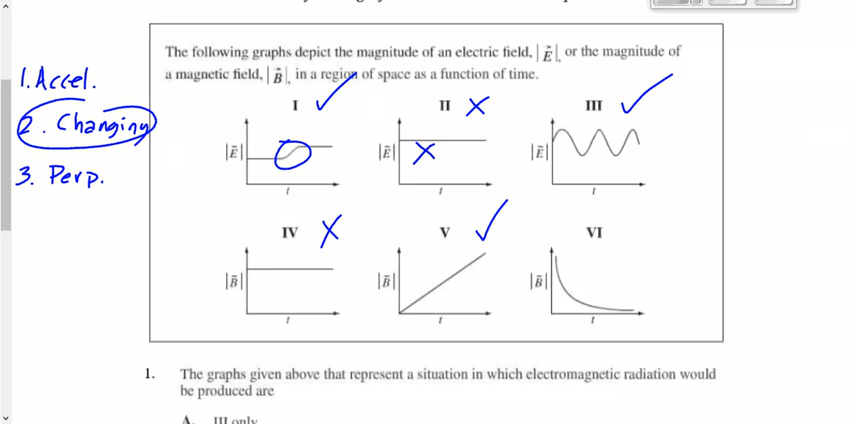 The following graphs depict the magnitude of an electric field, |E⃗|, or the magnitude of
a magnetic field, |B⃗|, in a region of space as a function of time.
1. Accel.
2. Changing
3. Perp.
I ✓
II X
III ✓
|E⃗|
|E⃗| X
|E⃗|
t
t
t
IV X
V ✓
VI
|B⃗|
|B⃗|
|B⃗|
t
t
t
1. The graphs given above that represent a situation in which electromagnetic radiation would
be produced are
A. III only